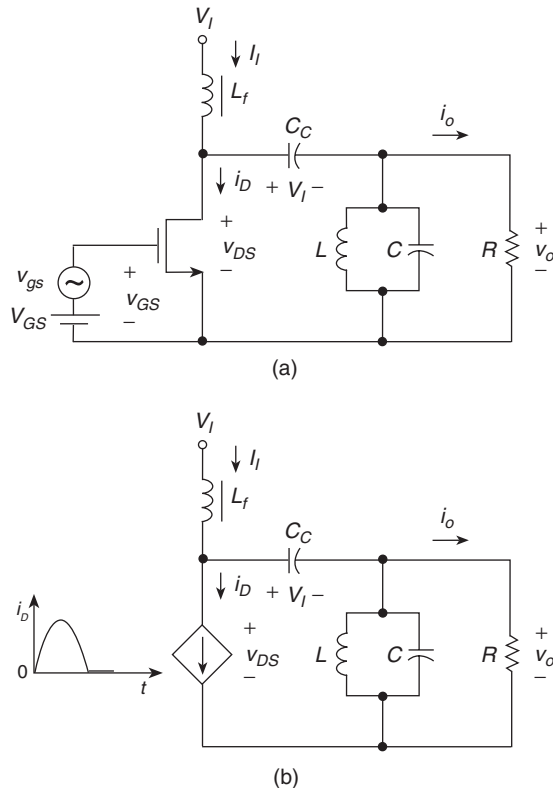 V_I
I_I
L_f
C_C
i_o
i_D
+ V_I −
+
v_DS
−
L
C
R
+
v_o
−
v_gs
~
+
v_GS
−
V_GS
(a)
V_I
I_I
L_f
C_C
i_o
i_D
+ V_I −
i_D
0
t
+
v_DS
−
L
C
R
+
v_o
−
(b)